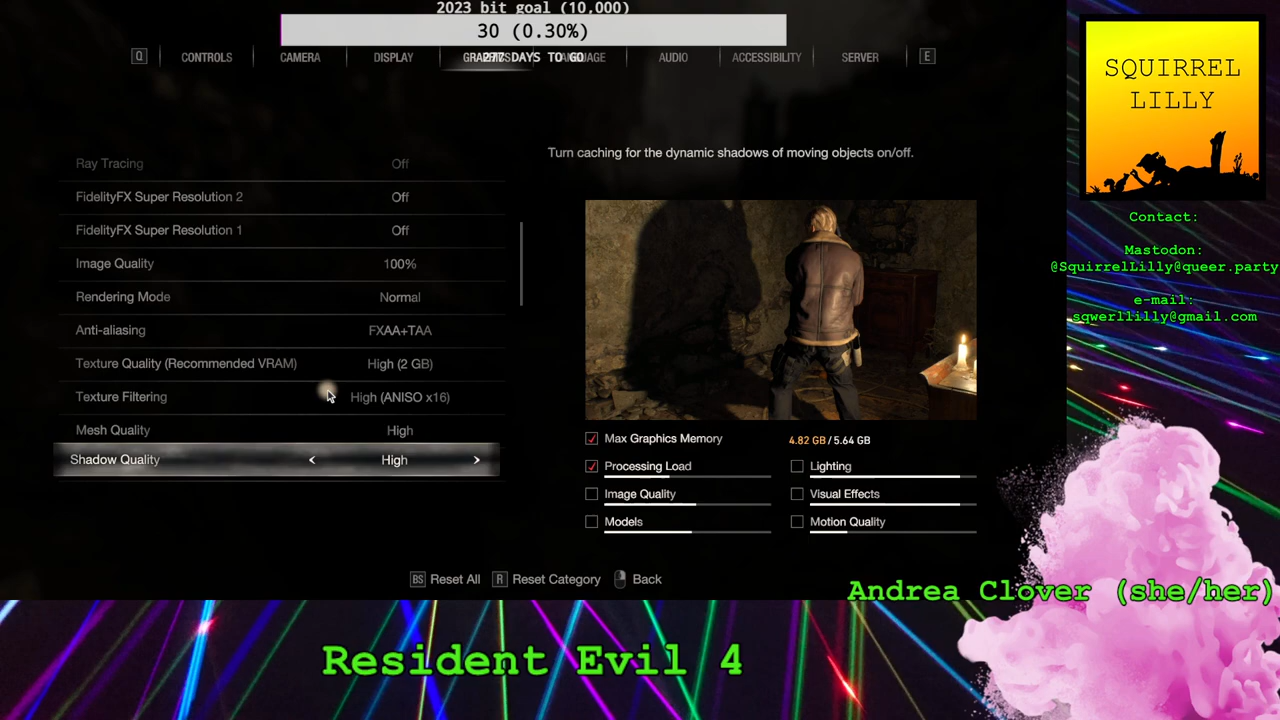 2023 bit goal (10,000)
30 (0.30%)
277 DAYS TO GO
Q CONTROLS CAMERA DISPLAY GRAPHICS LANGUAGE AUDIO ACCESSIBILITY SERVER E
Turn caching for the dynamic shadows of moving objects on/off.
Ray Tracing Off
FidelityFX Super Resolution 2 Off
FidelityFX Super Resolution 1 Off
Image Quality 100%
Rendering Mode Normal
Anti-aliasing FXAA+TAA
Texture Quality (Recommended VRAM) High (2 GB)
Texture Filtering High (ANISO x16)
Mesh Quality High
Shadow Quality < High >
Max Graphics Memory 4.82 GB / 5.64 GB
Processing Load Lighting
Image Quality Visual Effects
Models Motion Quality
BS Reset All R Reset Category Back
SQUIRREL
LILLY
Contact:
Mastodon:
@SquirrelLilly@queer.party
e-mail:
sqwerllilly@gmail.com
Andrea Clover (she/her)
Resident Evil 4